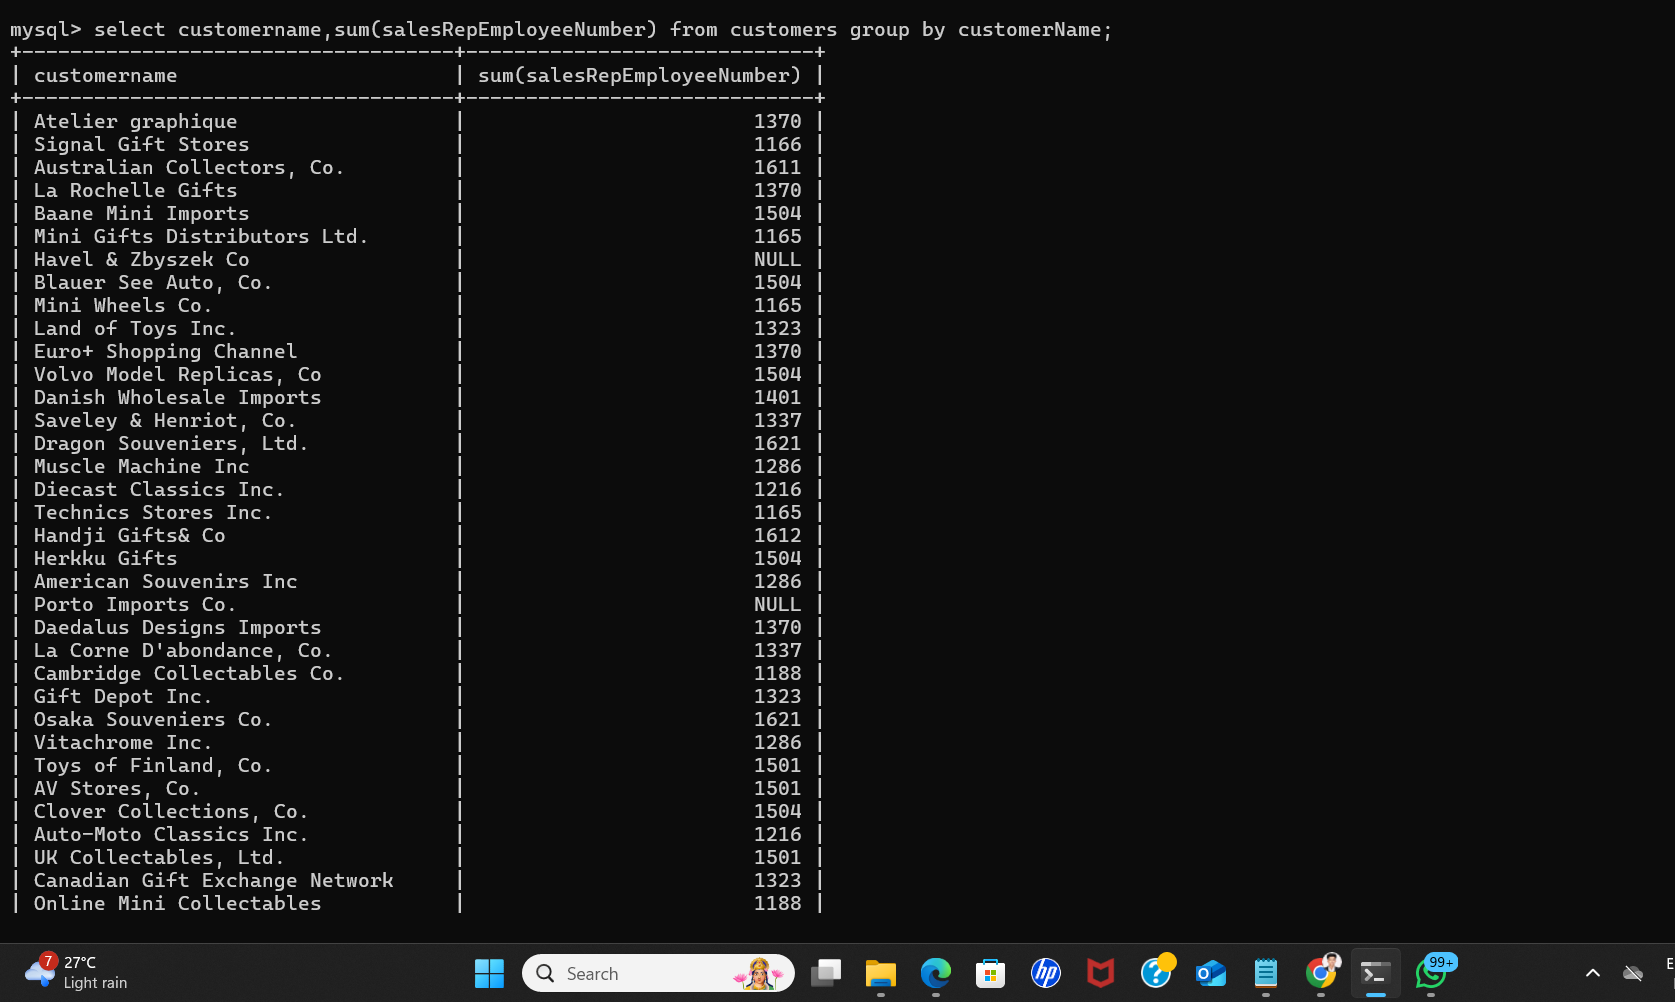 mysql> select customername,sum(salesRepEmployeeNumber) from customers group by customerName;
+------------------------------------+-----------------------------+
| customername                       | sum(salesRepEmployeeNumber) |
+------------------------------------+-----------------------------+
| Atelier graphique                  |                        1370 |
| Signal Gift Stores                 |                        1166 |
| Australian Collectors, Co.         |                        1611 |
| La Rochelle Gifts                  |                        1370 |
| Baane Mini Imports                 |                        1504 |
| Mini Gifts Distributors Ltd.       |                        1165 |
| Havel & Zbyszek Co                 |                        NULL |
| Blauer See Auto, Co.               |                        1504 |
| Mini Wheels Co.                    |                        1165 |
| Land of Toys Inc.                  |                        1323 |
| Euro+ Shopping Channel             |                        1370 |
| Volvo Model Replicas, Co           |                        1504 |
| Danish Wholesale Imports           |                        1401 |
| Saveley & Henriot, Co.             |                        1337 |
| Dragon Souveniers, Ltd.            |                        1621 |
| Muscle Machine Inc                 |                        1286 |
| Diecast Classics Inc.              |                        1216 |
| Technics Stores Inc.               |                        1165 |
| Handji Gifts& Co                   |                        1612 |
| Herkku Gifts                       |                        1504 |
| American Souvenirs Inc             |                        1286 |
| Porto Imports Co.                  |                        NULL |
| Daedalus Designs Imports           |                        1370 |
| La Corne D'abondance, Co.          |                        1337 |
| Cambridge Collectables Co.         |                        1188 |
| Gift Depot Inc.                    |                        1323 |
| Osaka Souveniers Co.               |                        1621 |
| Vitachrome Inc.                    |                        1286 |
| Toys of Finland, Co.               |                        1501 |
| AV Stores, Co.                     |                        1501 |
| Clover Collections, Co.            |                        1504 |
| Auto-Moto Classics Inc.            |                        1216 |
| UK Collectables, Ltd.              |                        1501 |
| Canadian Gift Exchange Network     |                        1323 |
| Online Mini Collectables           |                        1188 |
7 27°C
Light rain
Search
hp
99+
E